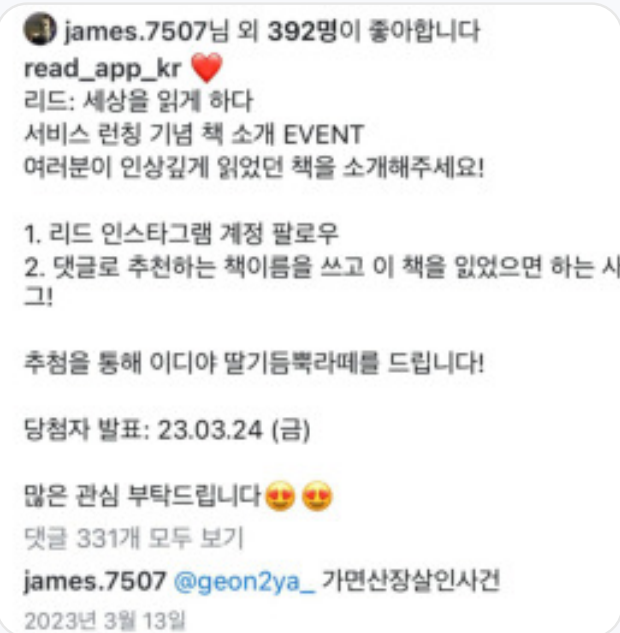 james.7507님 외 392명이 좋아합니다
read_app_kr ❤️
리드: 세상을 읽게 하다
서비스 런칭 기념 책 소개 EVENT
여러분이 인상깊게 읽었던 책을 소개해주세요!
1. 리드 인스타그램 계정 팔로우
2. 댓글로 추천하는 책이름을 쓰고 이 책을 읽었으면 하는 사
그!
추첨을 통해 이디야 딸기듬뿍라떼를 드립니다!
당첨자 발표: 23.03.24 (금)
많은 관심 부탁드립니다😍 😍
댓글 331개 모두 보기
james.7507 @geon2ya_ 가면산장살인사건
2023년 3월 13일